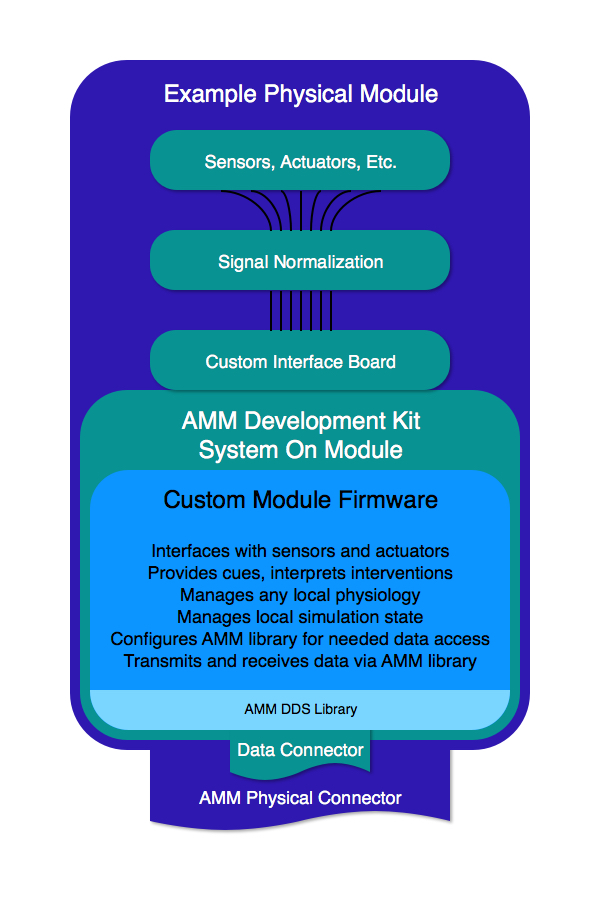 Example Physical Module
Sensors, Actuators, Etc.
Signal Normalization
Custom Interface Board
AMM Development Kit
System On Module
Custom Module Firmware
Interfaces with sensors and actuators
Provides cues, interprets interventions
Manages any local physiology
Manages local simulation state
Configures AMM library for needed data access
Transmits and receives data via AMM library
AMM DDS Library
Data Connector
AMM Physical Connector